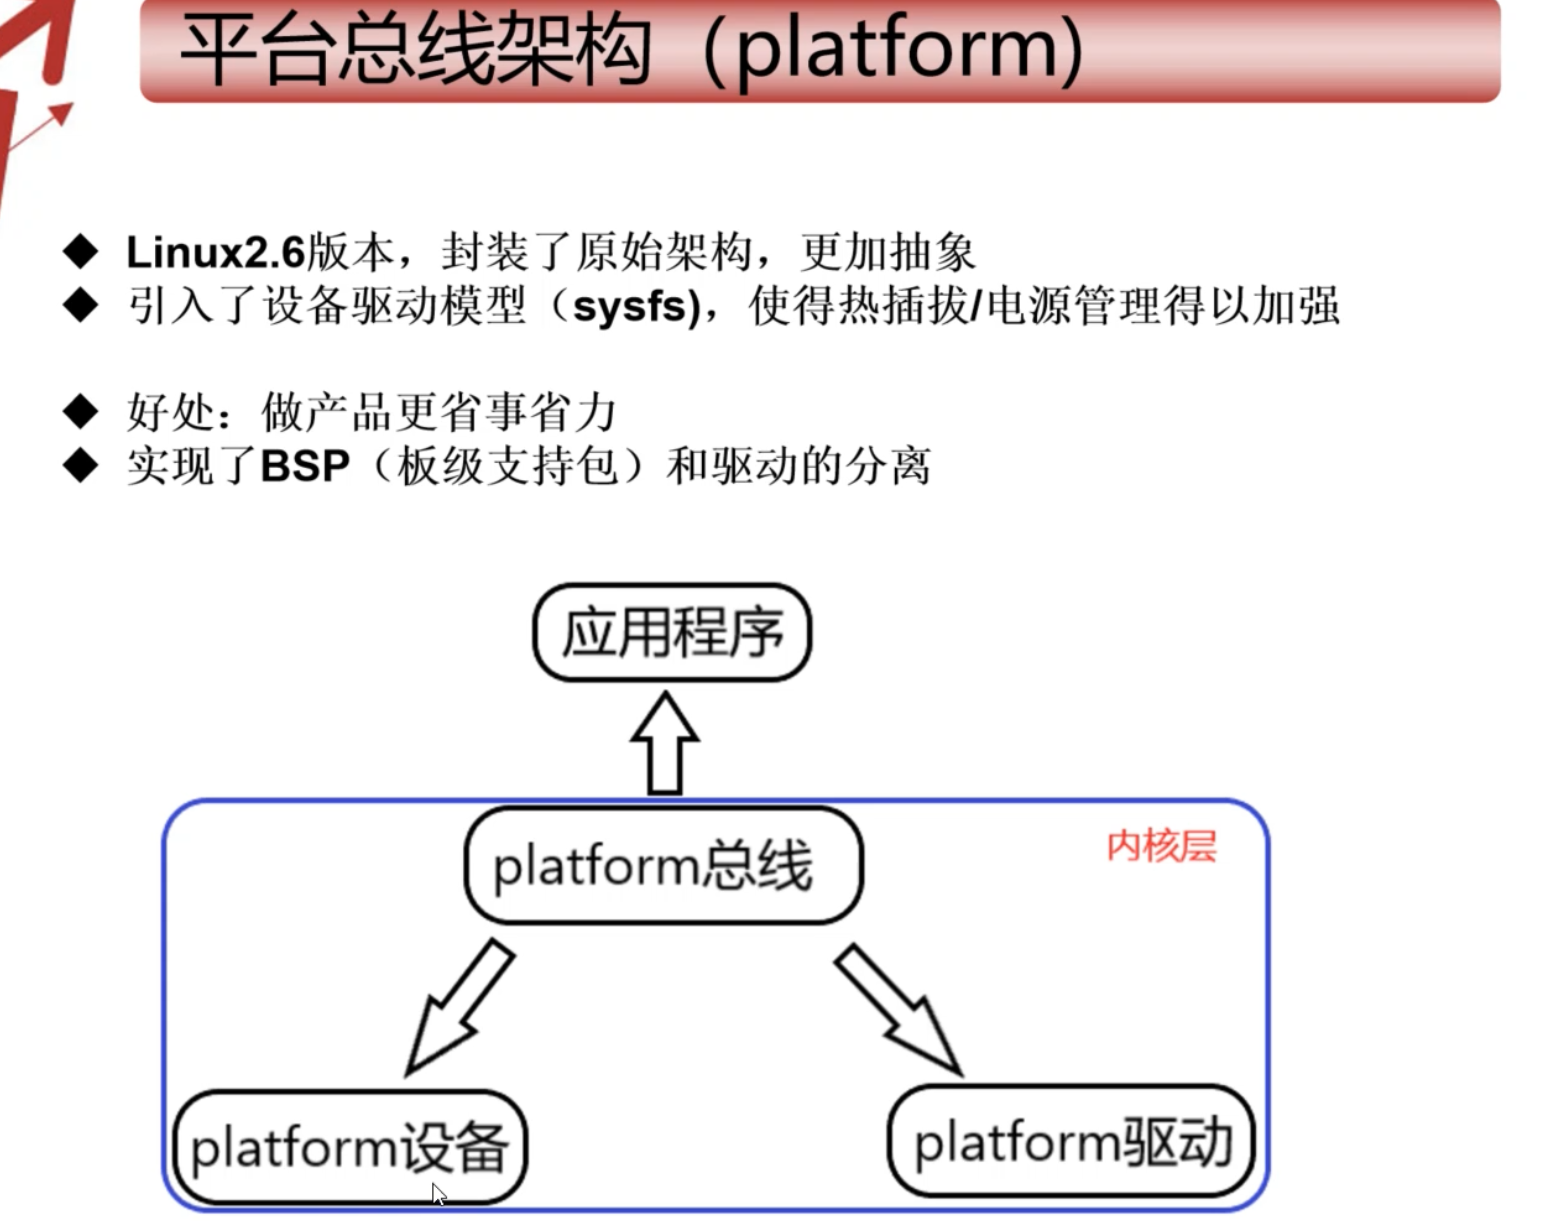 平台总线架构（platform)
Linux2.6版本，封装了原始架构，更加抽象
引入了设备驱动模型（sysfs)，使得热插拔/电源管理得以加强
好处：做产品更省事省力
实现了BSP（板级支持包）和驱动的分离
应用程序
platform总线
内核层
platform设备
platform驱动